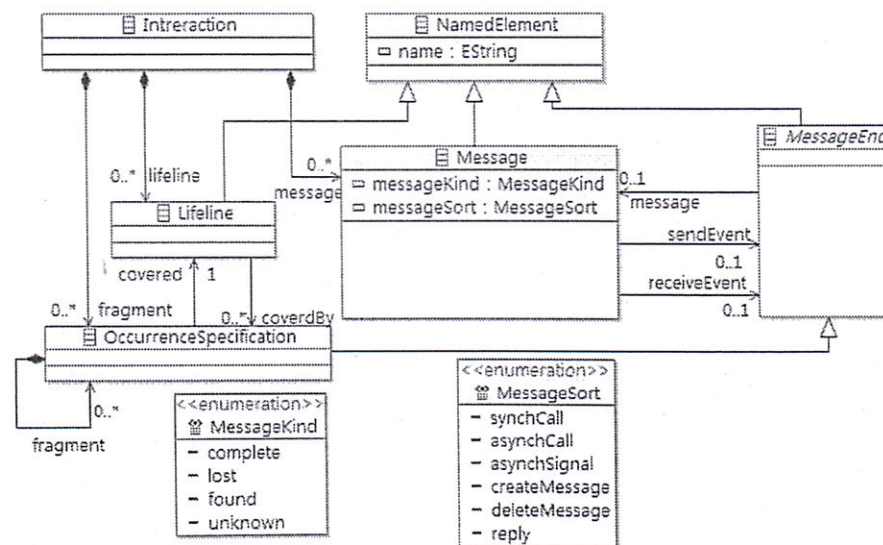 Intreraction
NamedElement
name : EString
MessageEnd
Message
messageKind : MessageKind
messageSort : MessageSort
0..*
message
0..1
message
sendEvent
0..1
receiveEvent
0..1
0..*
lifeline
Lifeline
covered
1
0..*
fragment
0..*
coverdBy
OccurrenceSpecification
0..*
fragment
<<enumeration>>
MessageKind
complete
lost
found
unknown
<<enumeration>>
MessageSort
synchCall
asynchCall
asynchSignal
createMessage
deleteMessage
reply